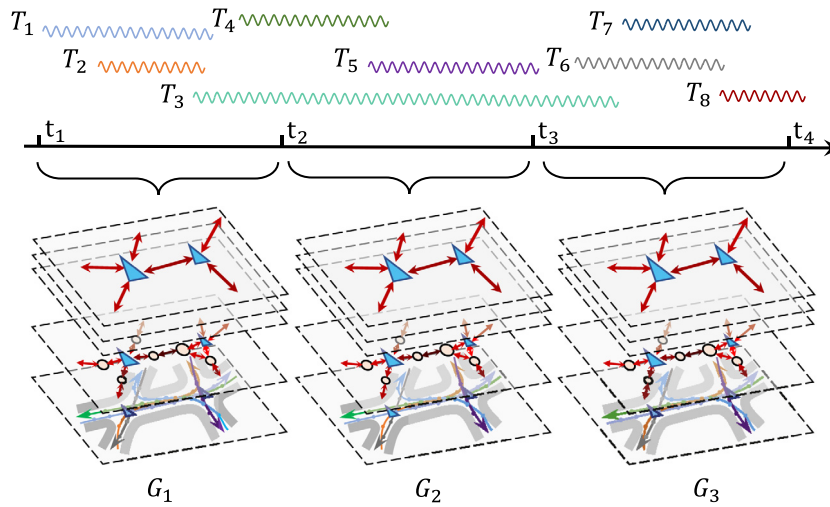 T₁ T₄ T₇
T₂ T₅ T₆
T₃ T₈
t₁ t₂ t₃ t₄
G₁ G₂ G₃